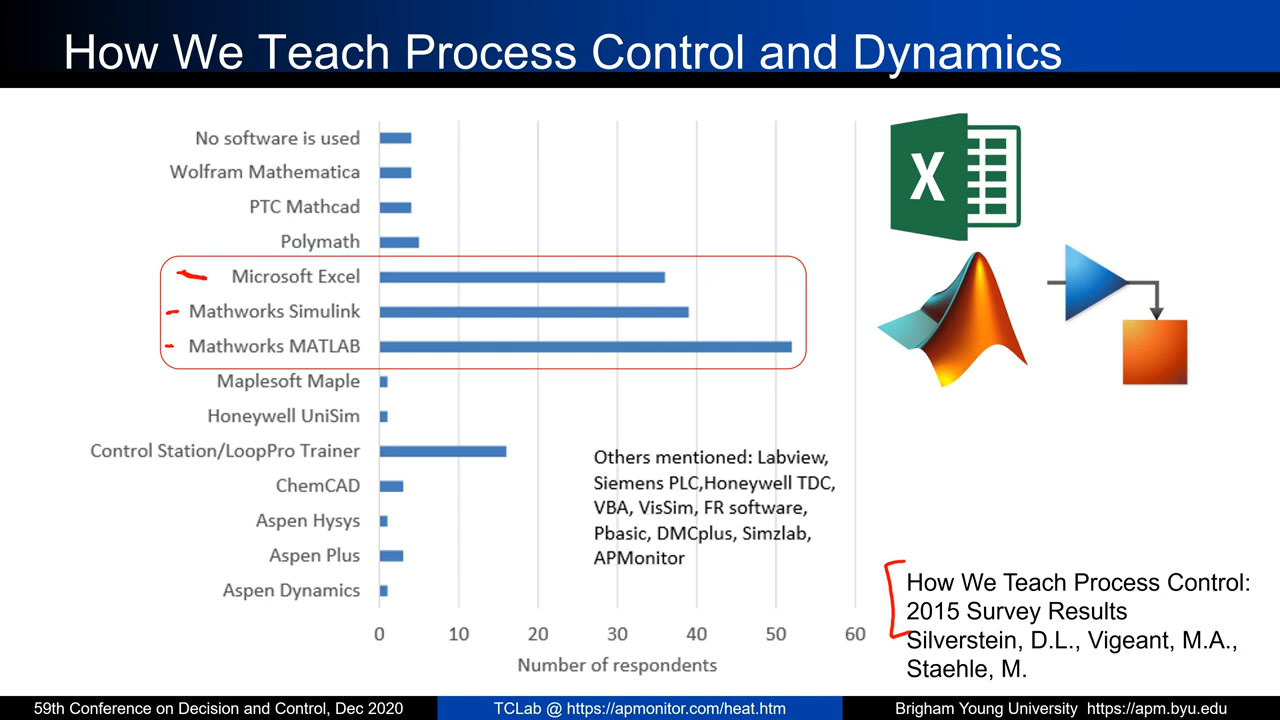 How We Teach Process Control and Dynamics
No software is used
Wolfram Mathematica
PTC Mathcad
Polymath
Microsoft Excel
Mathworks Simulink
Mathworks MATLAB
Maplesoft Maple
Honeywell UniSim
Control Station/LoopPro Trainer
ChemCAD
Aspen Hysys
Aspen Plus
Aspen Dynamics
0 10 20 30 40 50 60
Number of respondents
Others mentioned: Labview,
Siemens PLC,Honeywell TDC,
VBA, VisSim, FR software,
Pbasic, DMCplus, Simzlab,
APMonitor
X
How We Teach Process Control:
2015 Survey Results
Silverstein, D.L., Vigeant, M.A.,
Staehle, M.
59th Conference on Decision and Control, Dec 2020
TCLab @ https://apmonitor.com/heat.htm
Brigham Young University https://apm.byu.edu